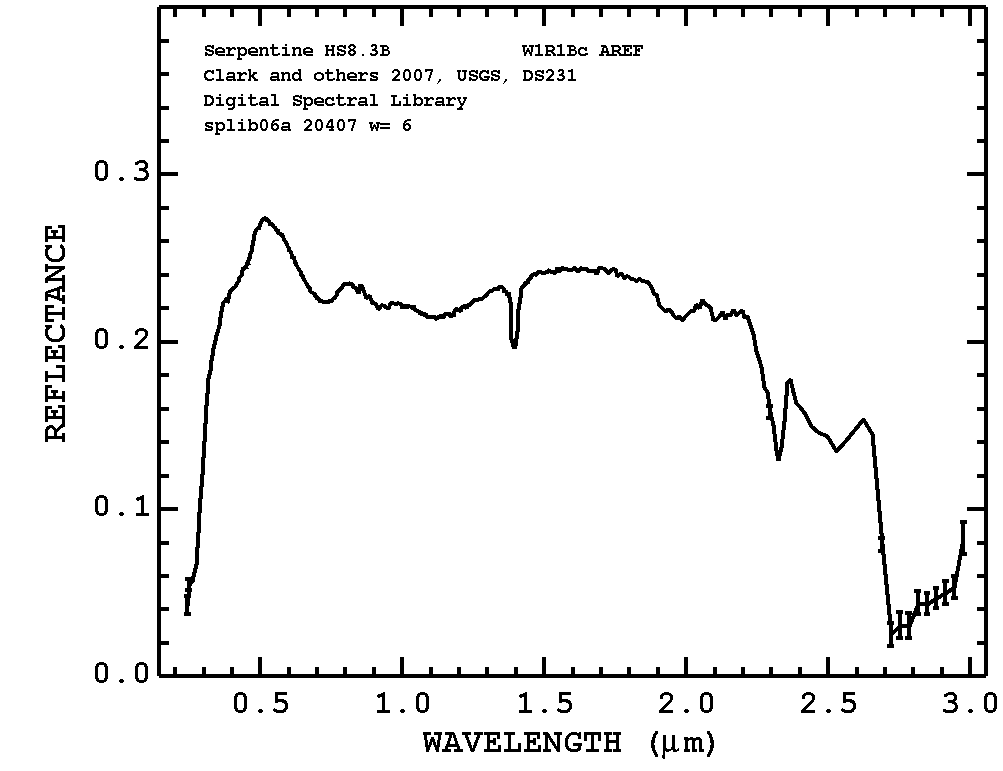 Serpentine HS8.3B W1R1Bc AREF
Clark and others 2007, USGS, DS231
Digital Spectral Library
splib06a 20407 w= 6
REFLECTANCE
0.3
0.2
0.1
0.0
0.5 1.0 1.5 2.0 2.5 3.0
WAVELENGTH (μm)